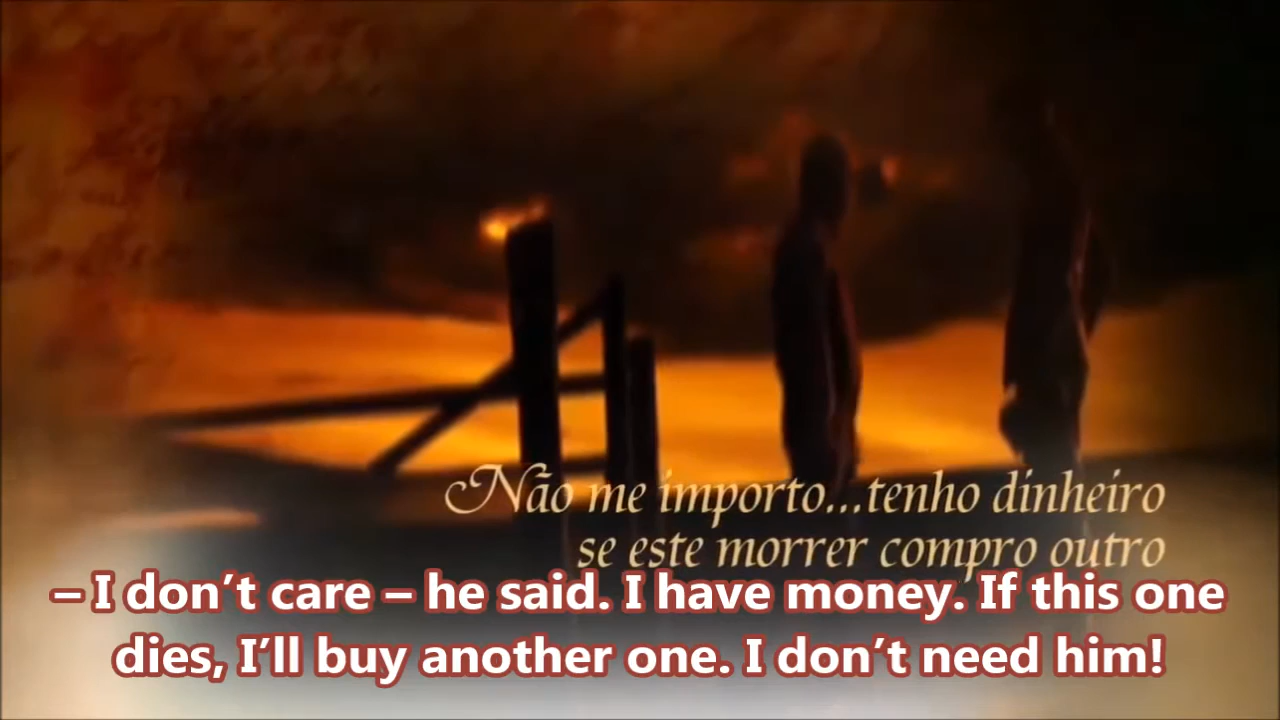 Não me importo...tenho dinheiro
se este morrer compro outro
– I don’t care – he said. I have money. If this one
dies, I’ll buy another one. I don’t need him!